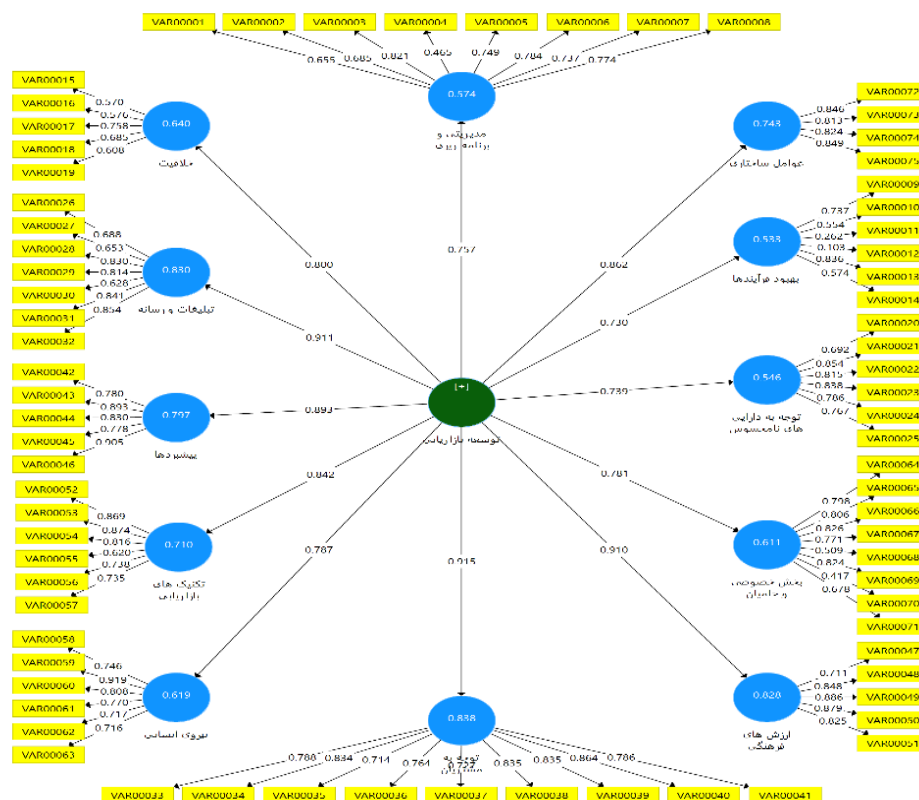 VAR00001 VAR00002 VAR00003 VAR00004 VAR00005 VAR00006 VAR00007 VAR00008
0.655 0.685 0.821 0.465 0.749 0.784 0.737 0.774
0.574
مدیریتی و
برنامه ریزی
VAR00015
VAR00016
VAR00017
VAR00018
VAR00019
0.570
0.576
0.758
0.685
0.608
0.640
خلاقیت
VAR00026
VAR00027
VAR00028
VAR00029
VAR00030
VAR00031
VAR00032
0.688
0.653
0.830
0.814
0.628
0.841
0.854
0.830
تبلیغات و رسانه
VAR00042
VAR00043
VAR00044
VAR00045
VAR00046
0.780
0.893
0.830
0.778
0.905
0.797
پیشبردها
VAR00052
VAR00053
VAR00054
VAR00055
VAR00056
VAR00057
0.869
0.874
0.816
0.620
0.738
0.735
0.710
تکنیک های
بازاریابی
VAR00058
VAR00059
VAR00060
VAR00061
VAR00062
VAR00063
0.746
0.919
0.808
0.770
0.717
0.716
0.619
نیروی انسانی
0.757
0.800
0.862
0.911
0.730
0.893
0.739
0.842
0.781
0.787
0.915
0.910
[+]
توسعه بازاریابی
VAR00072
VAR00073
VAR00074
VAR00075
0.846
0.813
0.824
0.849
0.743
عوامل ساختاری
VAR00009
VAR00010
VAR00011
VAR00012
VAR00013
VAR00014
0.737
0.554
0.262
0.103
0.836
0.574
0.533
بهبود فرآیندها
VAR00020
VAR00021
VAR00022
VAR00023
VAR00024
VAR00025
0.692
0.854
0.815
0.838
0.786
0.767
0.546
توجه به دارایی
های نامحسوس
VAR00064
VAR00065
VAR00066
VAR00067
VAR00068
VAR00069
VAR00070
VAR00071
0.798
0.806
0.826
0.771
0.509
0.824
0.417
0.678
0.611
بخش خصوصی
و حامیان
VAR00047
VAR00048
VAR00049
VAR00050
VAR00051
0.711
0.848
0.886
0.879
0.825
0.828
ارزش های
فرهنگی
0.838
توجه به
مشتریان
0.788 0.834 0.714 0.764 0.835 0.835 0.864 0.786
VAR00033 VAR00034 VAR00035 VAR00036 VAR00037 VAR00038 VAR00039 VAR00040 VAR00041